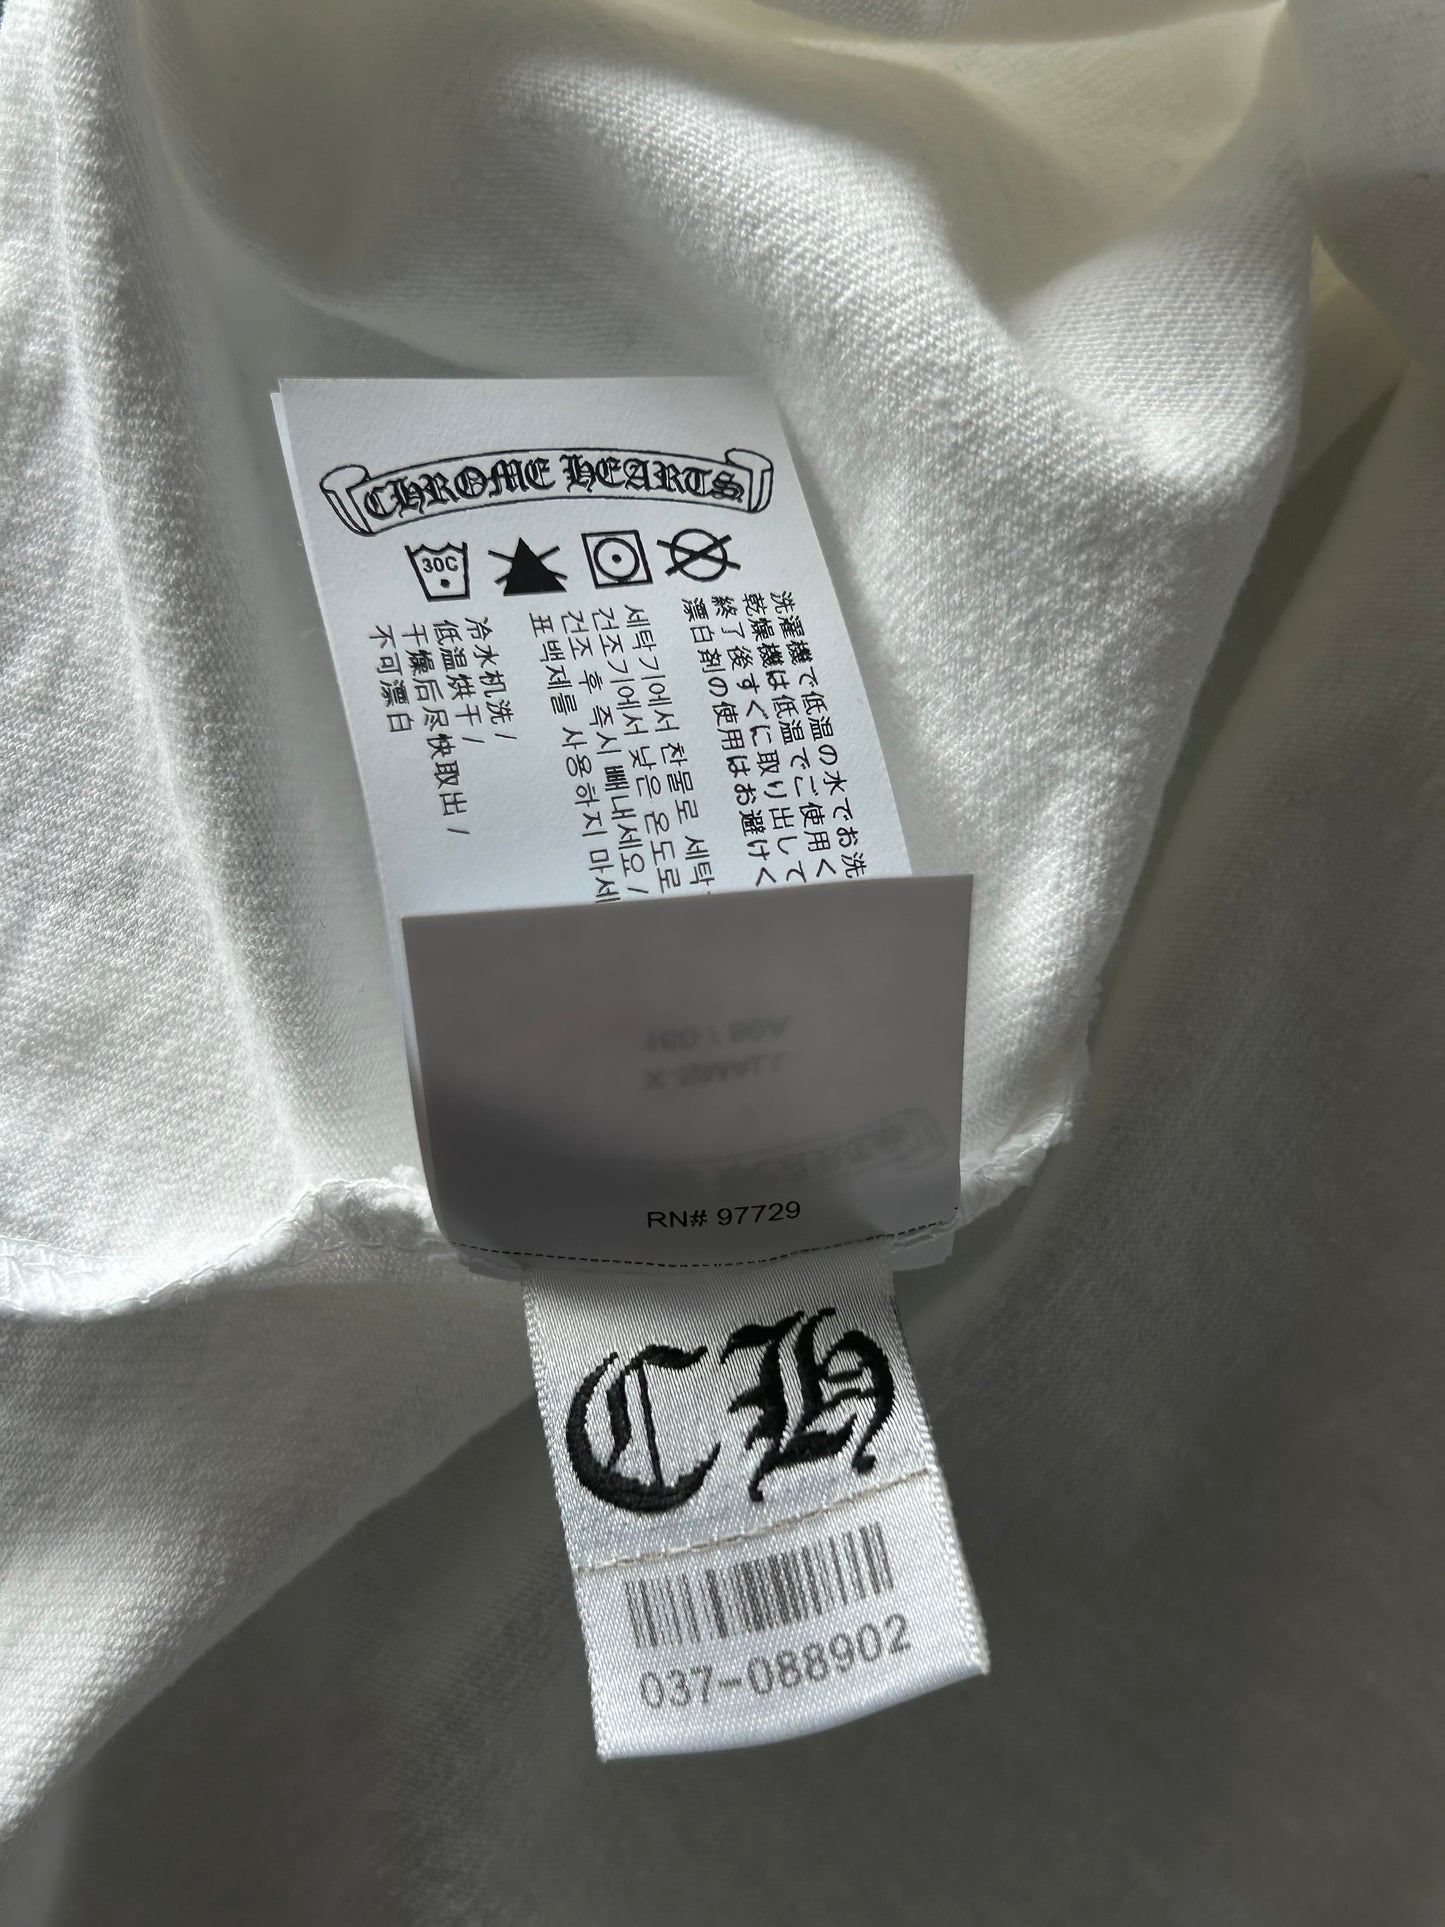 CHROME HEARTS
30C
洗濯機で低温の水でお洗
乾燥機は低温でご使用く
終了後すぐに取り出して
漂白剤の使用はお避けく
세탁기에서 찬물로 세탁
건조기에서 낮은 온도로
건조 후 즉시 빼내세요 /
표백제를 사용하지 마세
冷水机洗 /
低温烘干 /
干燥后尽快取出 /
不可漂白
X-SMALL
RN# 97729
CH
037-088902